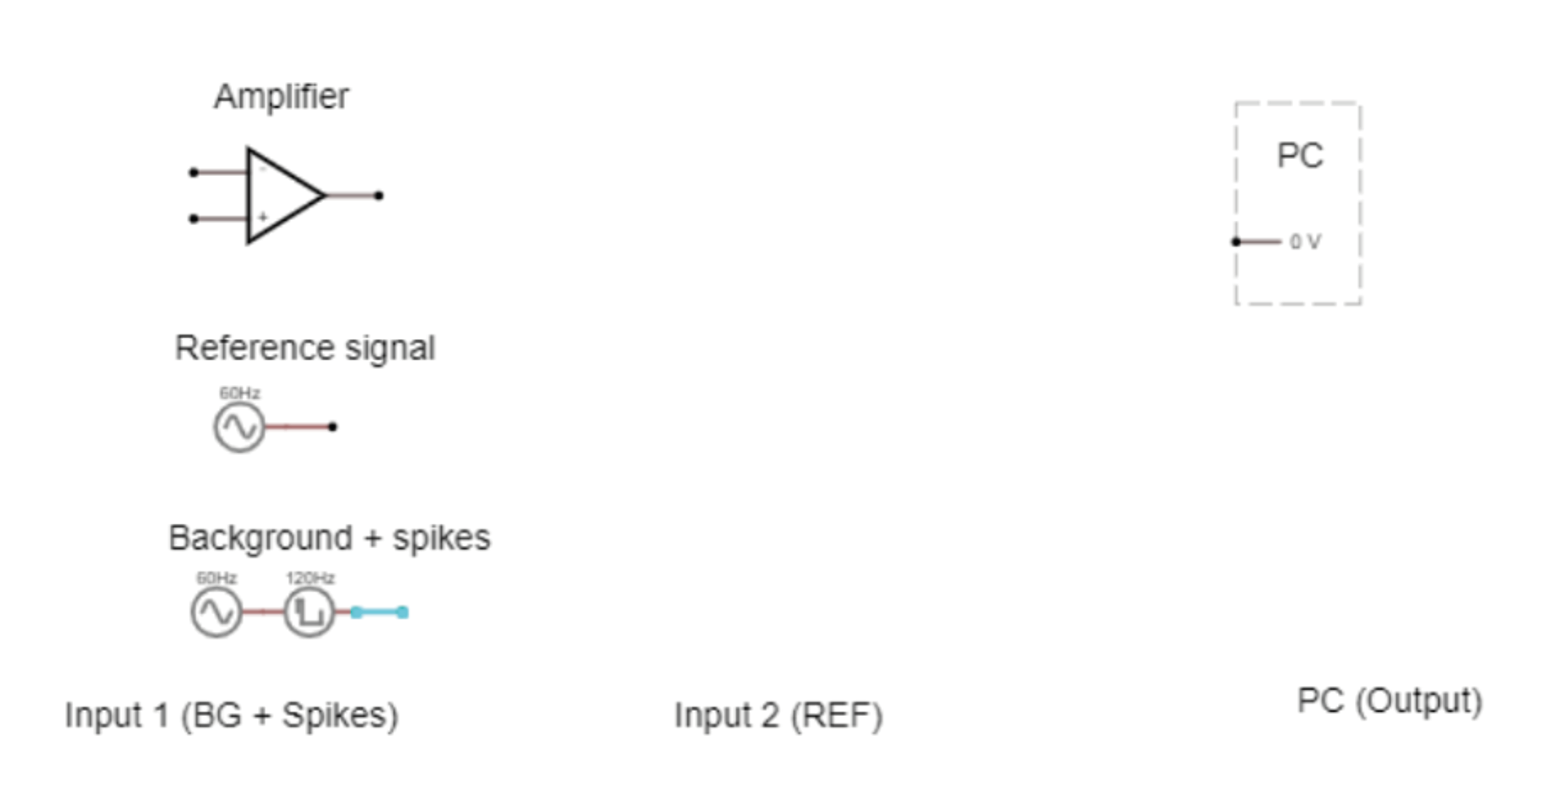 Amplifier
-
+
PC
0 V
Reference signal
60Hz
Background + spikes
60Hz 120Hz
Input 1 (BG + Spikes)
Input 2 (REF)
PC (Output)